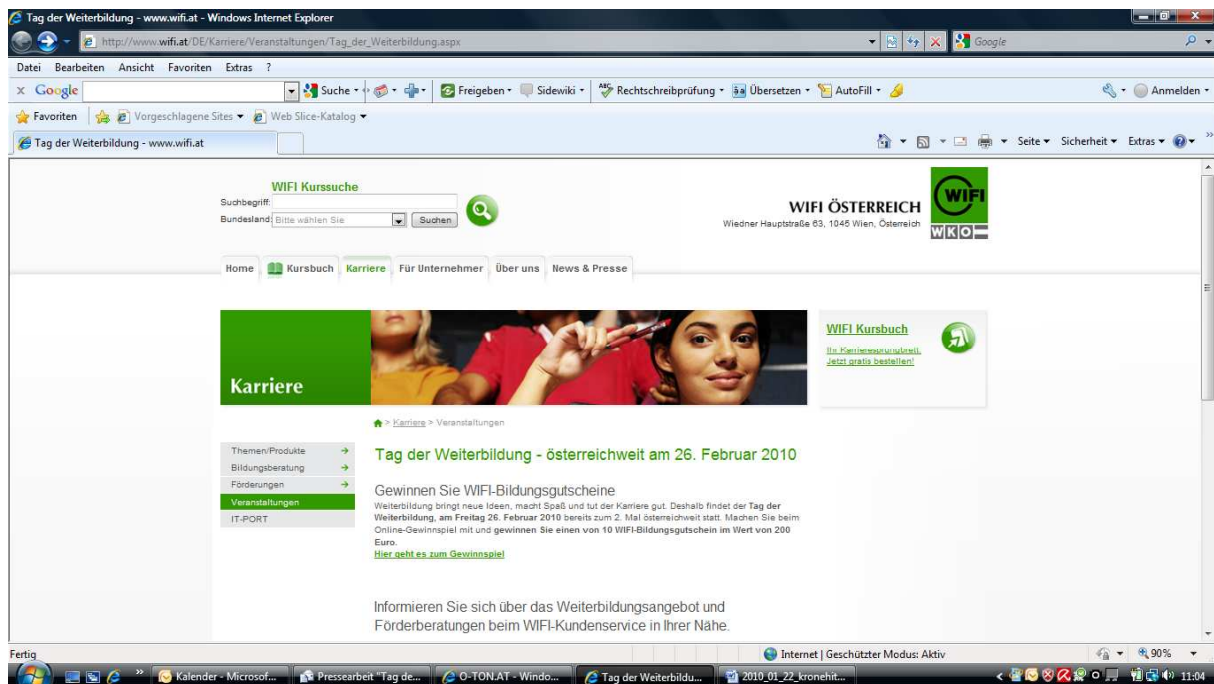 Tag der Weiterbildung - www.wifi.at - Windows Internet Explorer
http://www.wifi.at/DE/Karriere/Veranstaltungen/Tag_der_Weiterbildung.aspx
Google
Datei Bearbeiten Ansicht Favoriten Extras ?
x Google Suche Freigeben Sidewiki Rechtschreibprüfung Übersetzen AutoFill Anmelden
Favoriten Vorgeschlagene Sites Web Slice-Katalog
Tag der Weiterbildung - www.wifi.at Seite Sicherheit Extras
WIFI Kurssuche
Suchbegriff:
Bundesland: Bitte wählen Sie Suchen
WIFI ÖSTERREICH
Wiedner Hauptstraße 63, 1045 Wien, Österreich
WIFI
WKO
Home Kursbuch Karriere Für Unternehmer Über uns News & Presse
Karriere
WIFI Kursbuch
Ihr Karrieresprungbrett.
Jetzt gratis bestellen!
> Karriere > Veranstaltungen
Themen/Produkte
Bildungsberatung
Förderungen
Veranstaltungen
IT-PORT
Tag der Weiterbildung - österreichweit am 26. Februar 2010
Gewinnen Sie WIFI-Bildungsgutscheine
Weiterbildung bringt neue Ideen, macht Spaß und tut der Karriere gut. Deshalb findet der Tag der
Weiterbildung, am Freitag 26. Februar 2010 bereits zum 2. Mal österreichweit statt. Machen Sie beim
Online-Gewinnspiel mit und gewinnen Sie einen von 10 WIFI-Bildungsgutschein im Wert von 200
Euro.
Hier geht es zum Gewinnspiel
Informieren Sie sich über das Weiterbildungsangebot und
Förderberatungen beim WIFI-Kundenservice in Ihrer Nähe.
Fertig Internet | Geschützter Modus: Aktiv 90%
Kalender - Microsof... Pressearbeit "Tag de... O-TON.AT - Windo... Tag der Weiterbildu... 2010_01_22_kronehit... 11:04